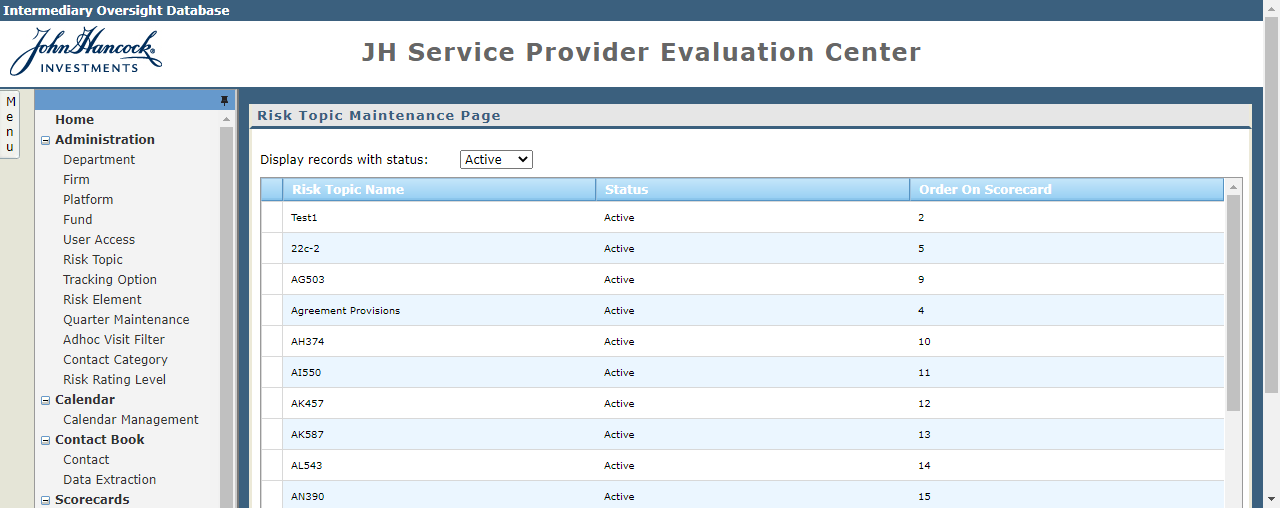 Intermediary Oversight Database
John Hancock
INVESTMENTS
JH Service Provider Evaluation Center
Menu
Home
Administration
Department
Firm
Platform
Fund
User Access
Risk Topic
Tracking Option
Risk Element
Quarter Maintenance
Adhoc Visit Filter
Contact Category
Risk Rating Level
Calendar
Calendar Management
Contact Book
Contact
Data Extraction
Scorecards
Risk Topic Maintenance Page
Display records with status: Active
Risk Topic Name Status Order On Scorecard
Test1 Active 2
22c-2 Active 5
AG503 Active 9
Agreement Provisions Active 4
AH374 Active 10
AI550 Active 11
AK457 Active 12
AK587 Active 13
AL543 Active 14
AN390 Active 15